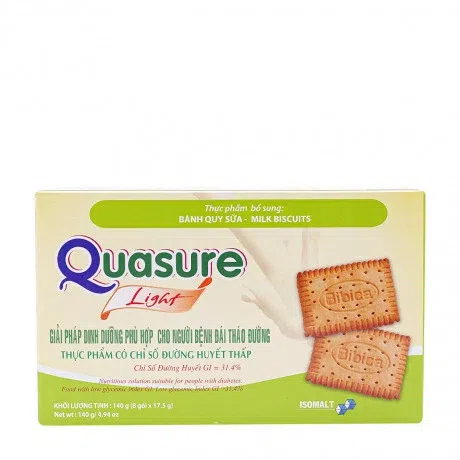 Thực phẩm bổ sung:
BÁNH QUY SỮA - MILK BISCUITS
Quasure
Light
GIẢI PHÁP DINH DƯỠNG PHÙ HỢP CHO NGƯỜI BỆNH ĐÁI THÁO ĐƯỜNG
THỰC PHẨM CÓ CHỈ SỐ ĐƯỜNG HUYẾT THẤP
Chỉ Số Đường Huyết GI = 31.4%
Nutritious solution suitable for people with diabetes.
Food with low glycemic index GI = 31.4%
KHỐI LƯỢNG TỊNH : 140 g (8 gói x 17.5 g)
Net wt : 140 g/ 4.94 oz
Bibica
Bibica
ISOMALT